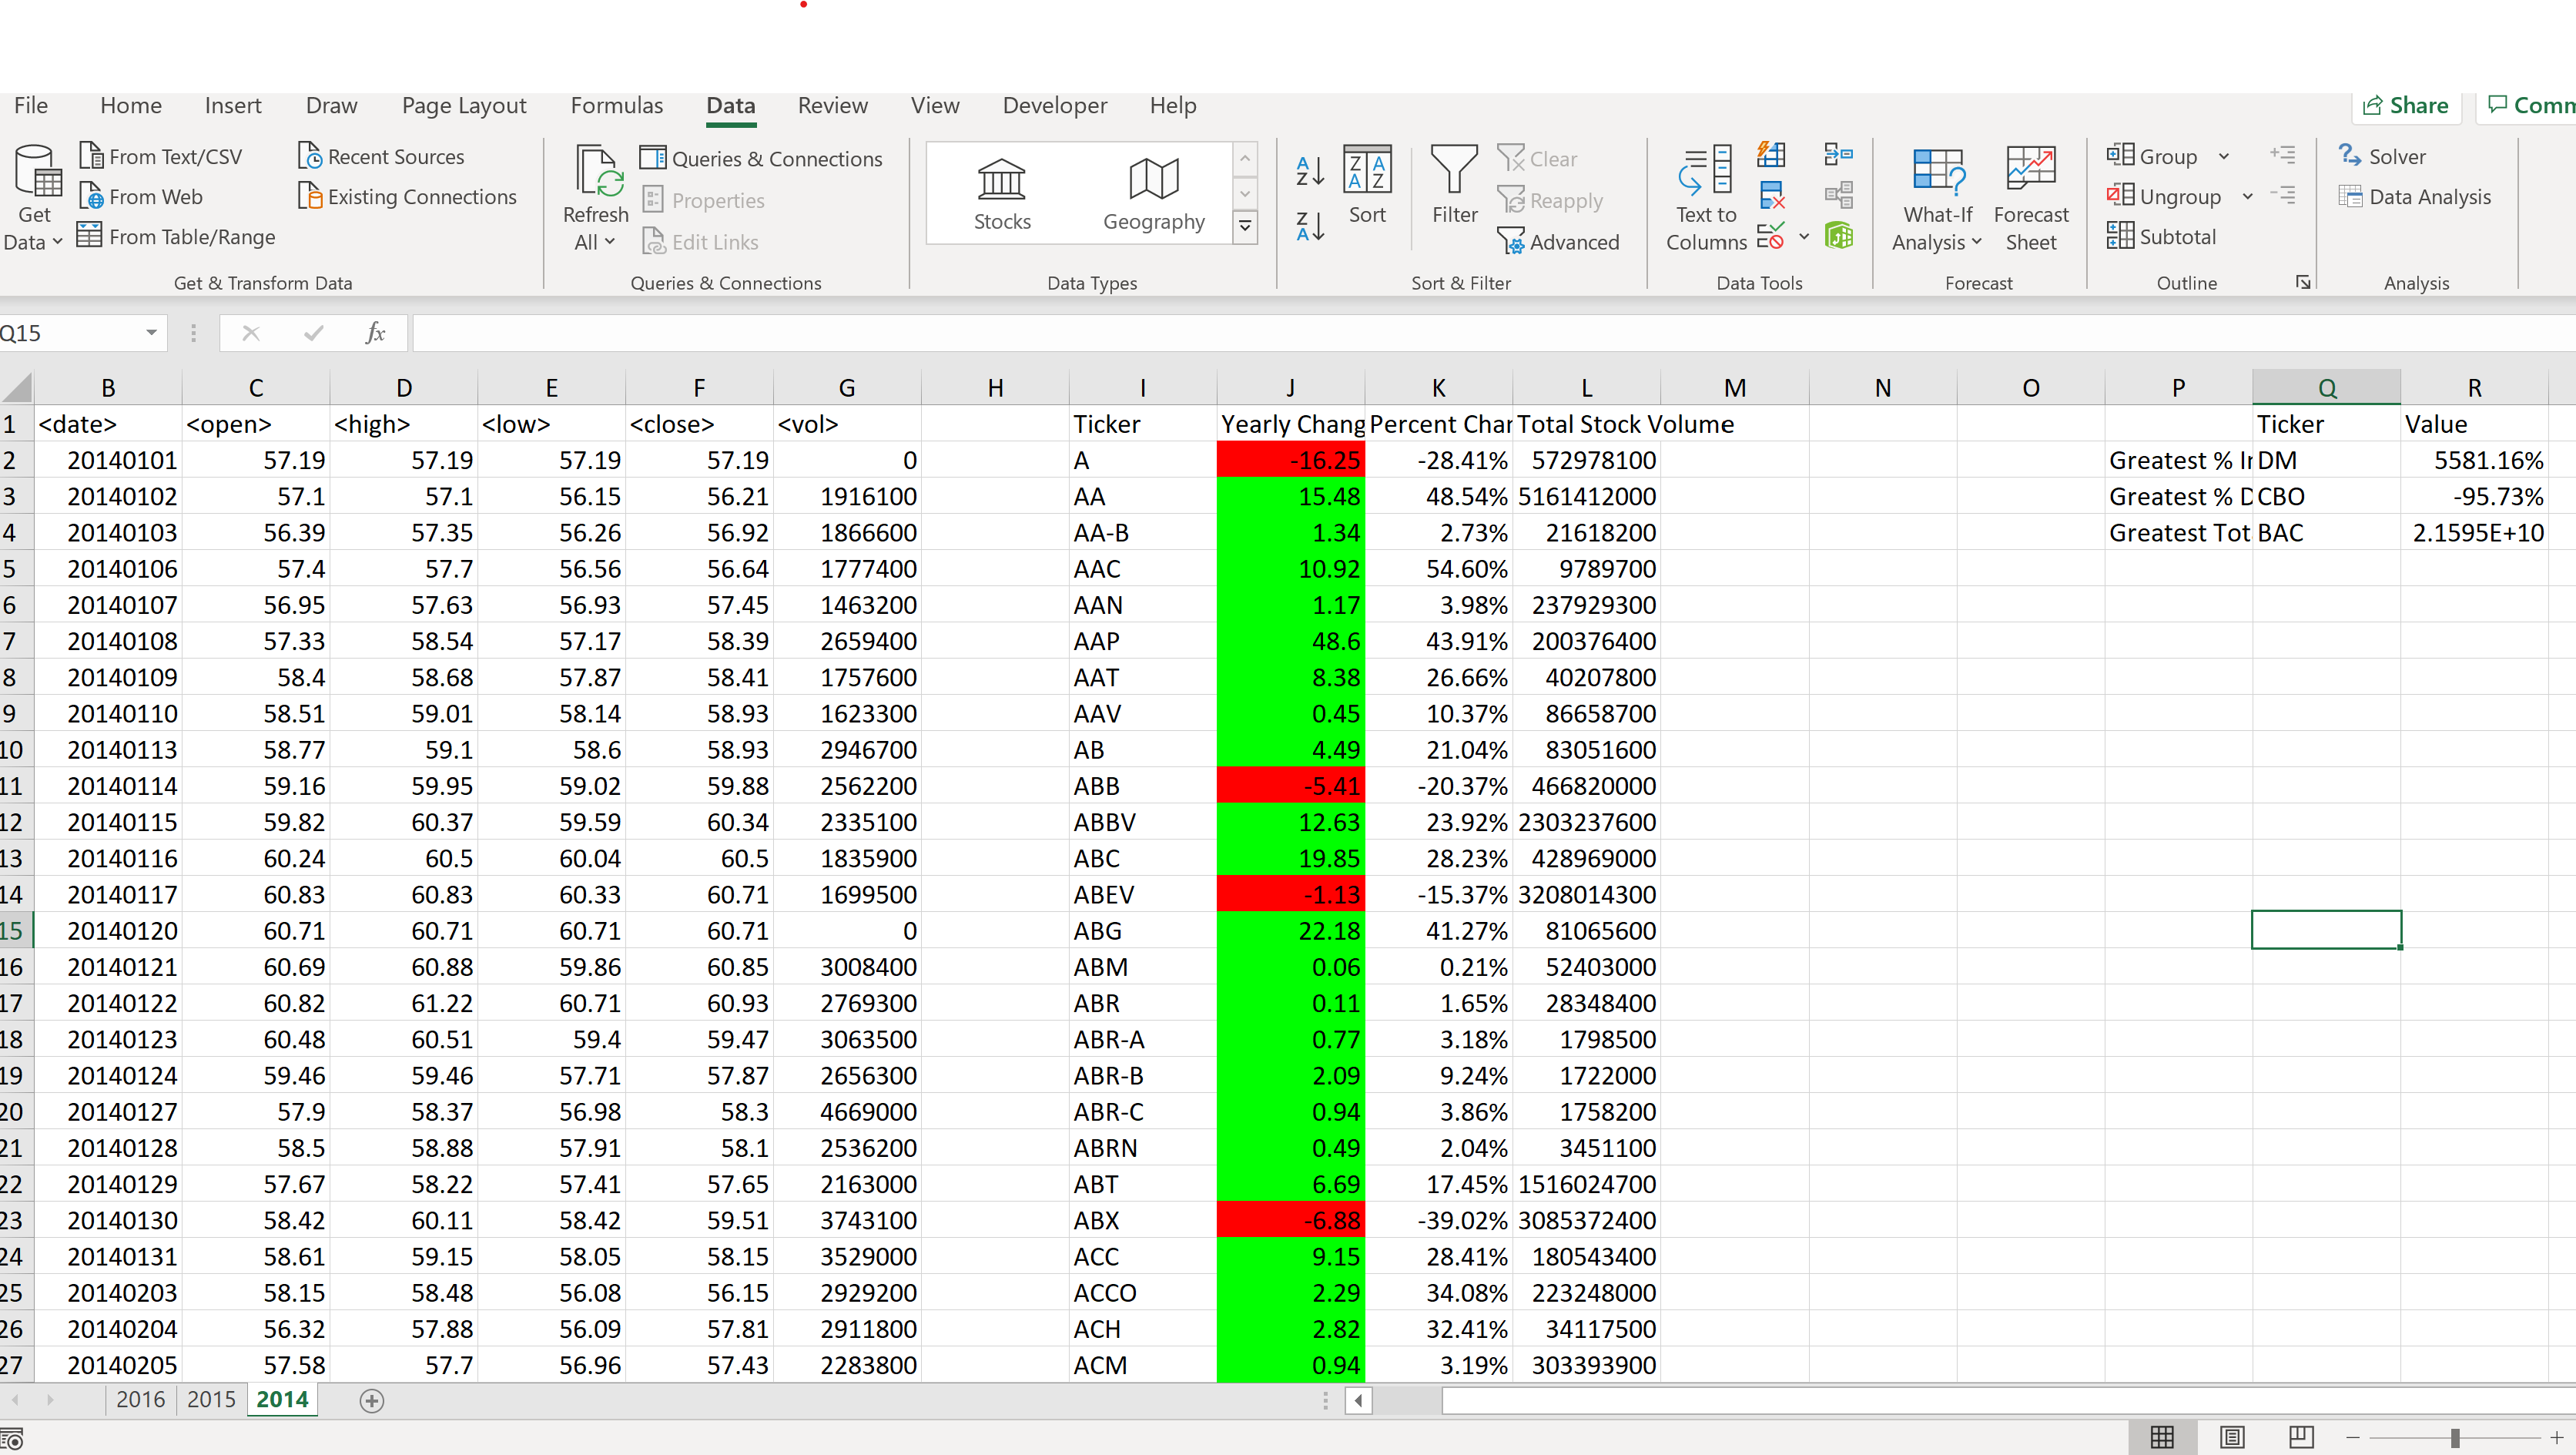 File Home Insert Draw Page Layout Formulas Data Review View Developer Help Share Comm
From Text/CSV Recent Sources Queries & Connections Clear Group Solver
From Web Existing Connections Properties Reapply Ungroup Data Analysis
Get Data From Table/Range Refresh All Edit Links Stocks Geography Sort Filter Advanced Text to Columns What-If Analysis Forecast Sheet Subtotal
Get & Transform Data Queries & Connections Data Types Sort & Filter Data Tools Forecast Outline Analysis
Q15 fx
B C D E F G H I J K L M N O P Q R
1 <date> <open> <high> <low> <close> <vol> Ticker Yearly Chang Percent Char Total Stock Volume Ticker Value
2 20140101 57.19 57.19 57.19 57.19 0 A -16.25 -28.41% 572978100 Greatest % Ir DM 5581.16%
3 20140102 57.1 57.1 56.15 56.21 1916100 AA 15.48 48.54% 5161412000 Greatest % D CBO -95.73%
4 20140103 56.39 57.35 56.26 56.92 1866600 AA-B 1.34 2.73% 21618200 Greatest Tot BAC 2.1595E+10
5 20140106 57.4 57.7 56.56 56.64 1777400 AAC 10.92 54.60% 9789700
6 20140107 56.95 57.63 56.93 57.45 1463200 AAN 1.17 3.98% 237929300
7 20140108 57.33 58.54 57.17 58.39 2659400 AAP 48.6 43.91% 200376400
8 20140109 58.4 58.68 57.87 58.41 1757600 AAT 8.38 26.66% 40207800
9 20140110 58.51 59.01 58.14 58.93 1623300 AAV 0.45 10.37% 86658700
10 20140113 58.77 59.1 58.6 58.93 2946700 AB 4.49 21.04% 83051600
11 20140114 59.16 59.95 59.02 59.88 2562200 ABB -5.41 -20.37% 466820000
12 20140115 59.82 60.37 59.59 60.34 2335100 ABBV 12.63 23.92% 2303237600
13 20140116 60.24 60.5 60.04 60.5 1835900 ABC 19.85 28.23% 428969000
14 20140117 60.83 60.83 60.33 60.71 1699500 ABEV -1.13 -15.37% 3208014300
15 20140120 60.71 60.71 60.71 60.71 0 ABG 22.18 41.27% 81065600
16 20140121 60.69 60.88 59.86 60.85 3008400 ABM 0.06 0.21% 52403000
17 20140122 60.82 61.22 60.71 60.93 2769300 ABR 0.11 1.65% 28348400
18 20140123 60.48 60.51 59.4 59.47 3063500 ABR-A 0.77 3.18% 1798500
19 20140124 59.46 59.46 57.71 57.87 2656300 ABR-B 2.09 9.24% 1722000
20 20140127 57.9 58.37 56.98 58.3 4669000 ABR-C 0.94 3.86% 1758200
21 20140128 58.5 58.88 57.91 58.1 2536200 ABRN 0.49 2.04% 3451100
22 20140129 57.67 58.22 57.41 57.65 2163000 ABT 6.69 17.45% 1516024700
23 20140130 58.42 60.11 58.42 59.51 3743100 ABX -6.88 -39.02% 3085372400
24 20140131 58.61 59.15 58.05 58.15 3529000 ACC 9.15 28.41% 180543400
25 20140203 58.15 58.48 56.08 56.15 2929200 ACCO 2.29 34.08% 223248000
26 20140204 56.32 57.88 56.09 57.81 2911800 ACH 2.82 32.41% 34117500
27 20140205 57.58 57.7 56.96 57.43 2283800 ACM 0.94 3.19% 303393900
2016 2015 2014